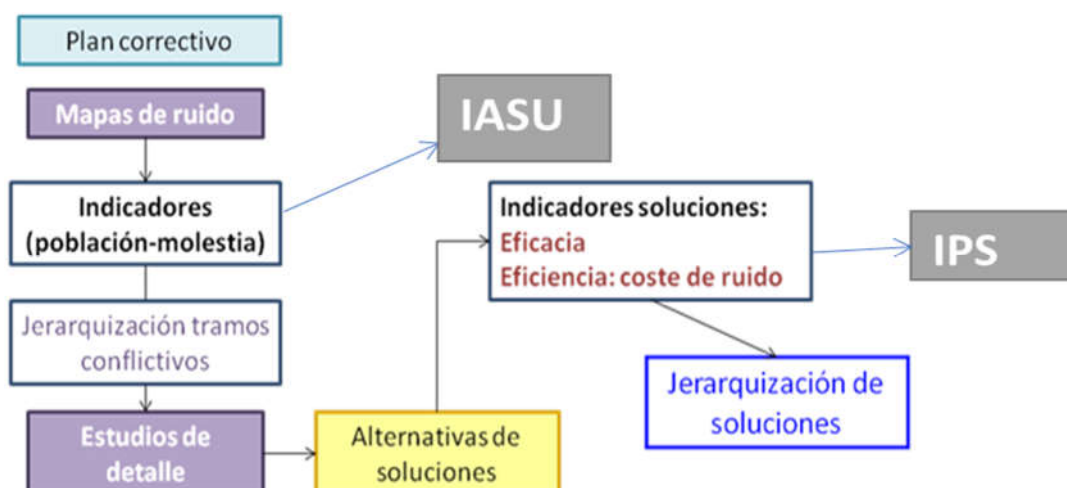 Plan correctivo
Mapas de ruido
IASU
Indicadores
(población-molestia)
Indicadores soluciones:
Eficacia
Eficiencia: coste de ruido
IPS
Jerarquización tramos
conflictivos
Jerarquización de
soluciones
Estudios de
detalle
Alternativas de
soluciones